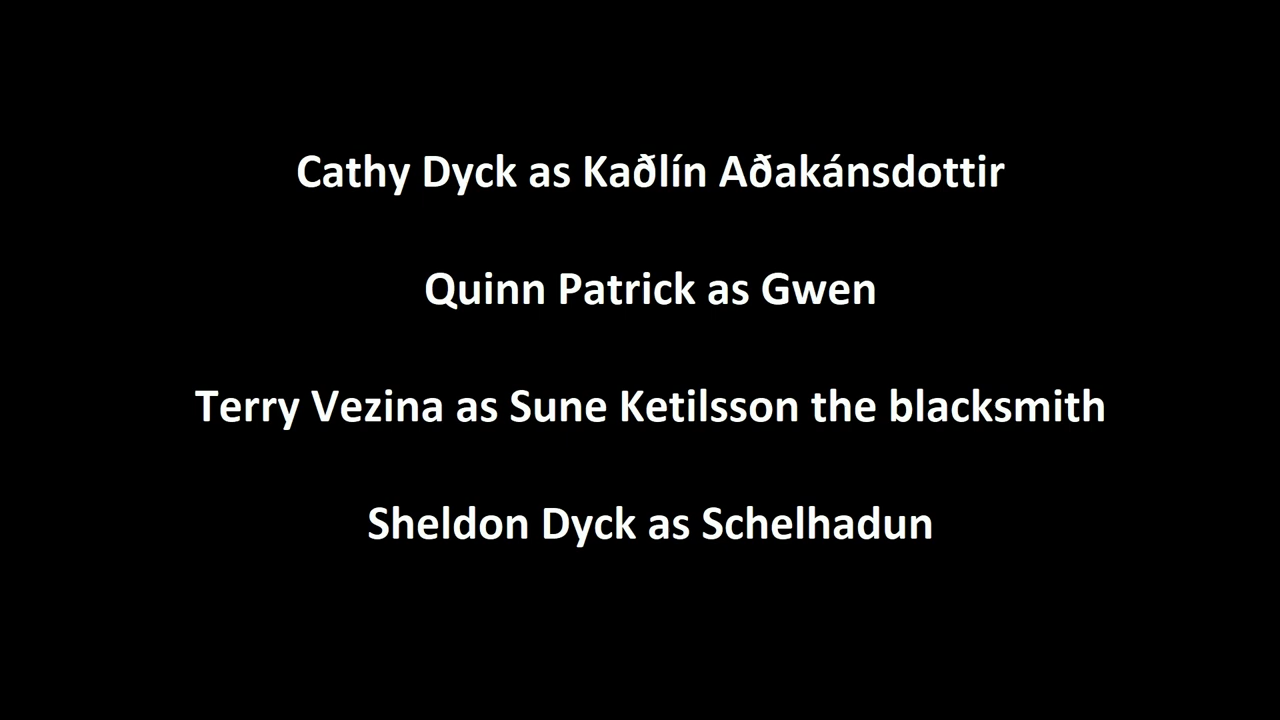 Cathy Dyck as Kaðlín Aðakánsdottir
Quinn Patrick as Gwen
Terry Vezina as Sune Ketilsson the blacksmith
Sheldon Dyck as Schelhadun